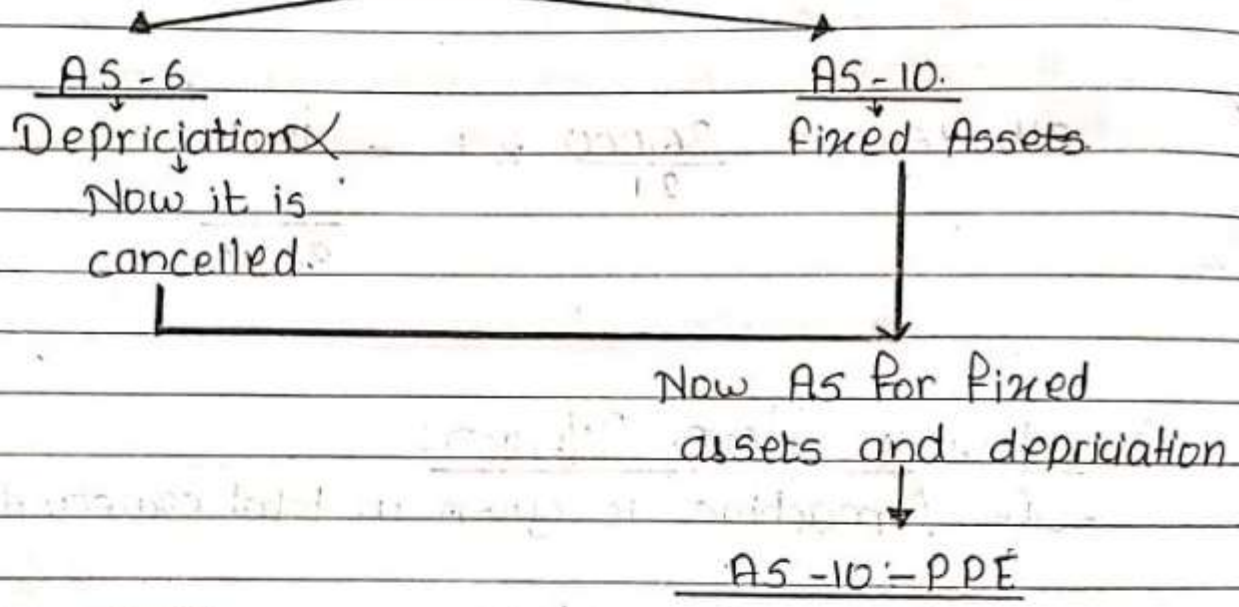 AS-6
Depriciation
Now it is
cancelled.
AS-10.
Fixed Assets
Now AS for fixed
assets and depriciation
AS-10:-PPE